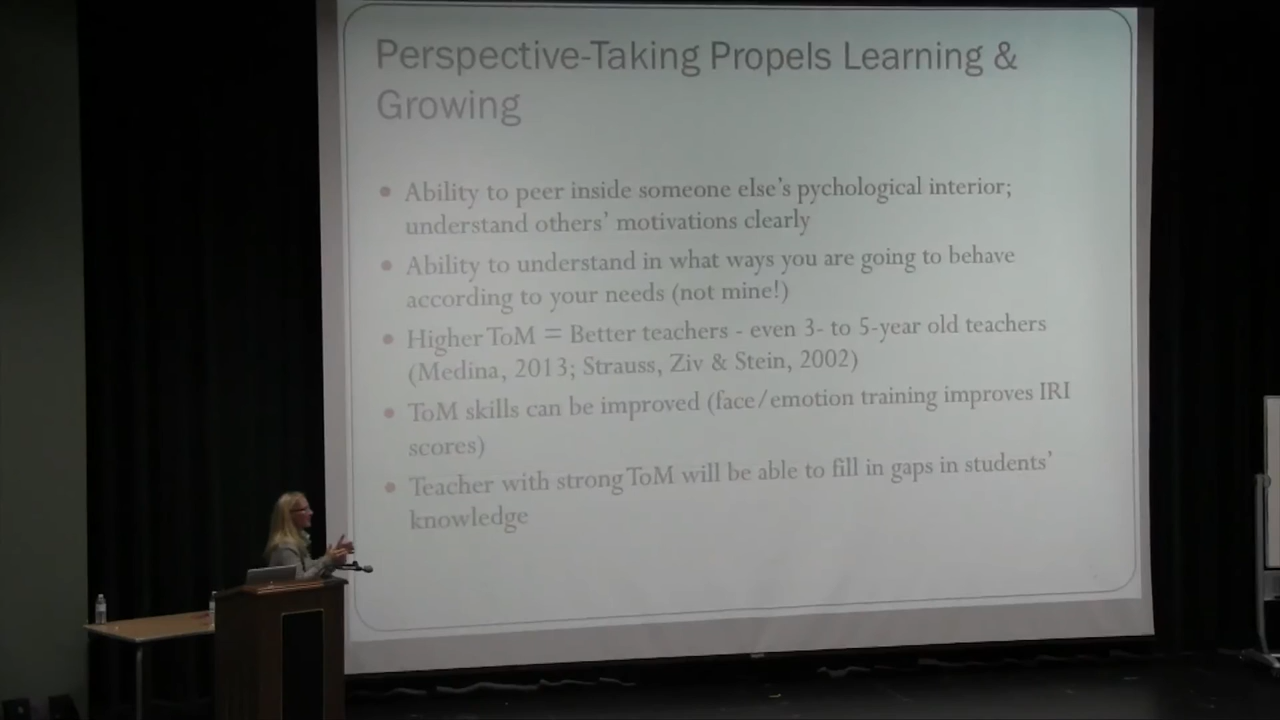 Perspective-Taking Propels Learning &
Growing
• Ability to peer inside someone else's pychological interior;
understand others' motivations clearly
• Ability to understand in what ways you are going to behave
according to your needs (not mine!)
• Higher ToM = Better teachers - even 3- to 5-year old teachers
(Medina, 2013; Strauss, Ziv & Stein, 2002)
• ToM skills can be improved (face/emotion training improves IRI
scores)
• Teacher with strong ToM will be able to fill in gaps in students'
knowledge